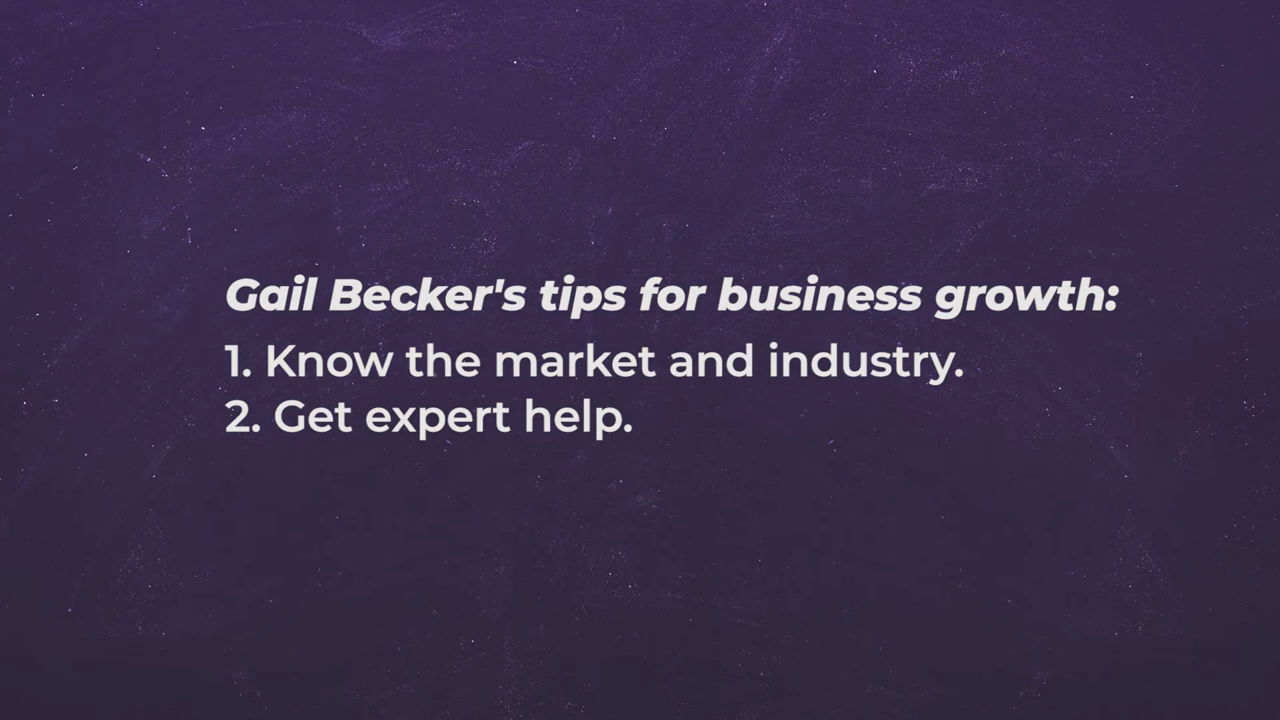 Gail Becker's tips for business growth:
1. Know the market and industry.
2. Get expert help.